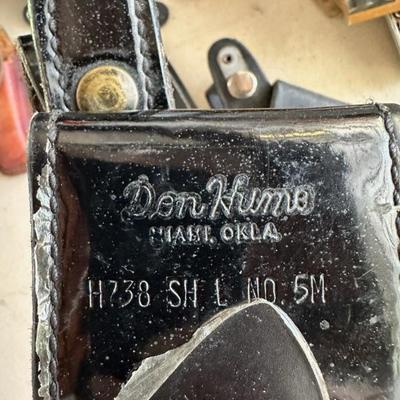 Don Hume
MIAMI, OKLA
H738 SH L NO. 5M